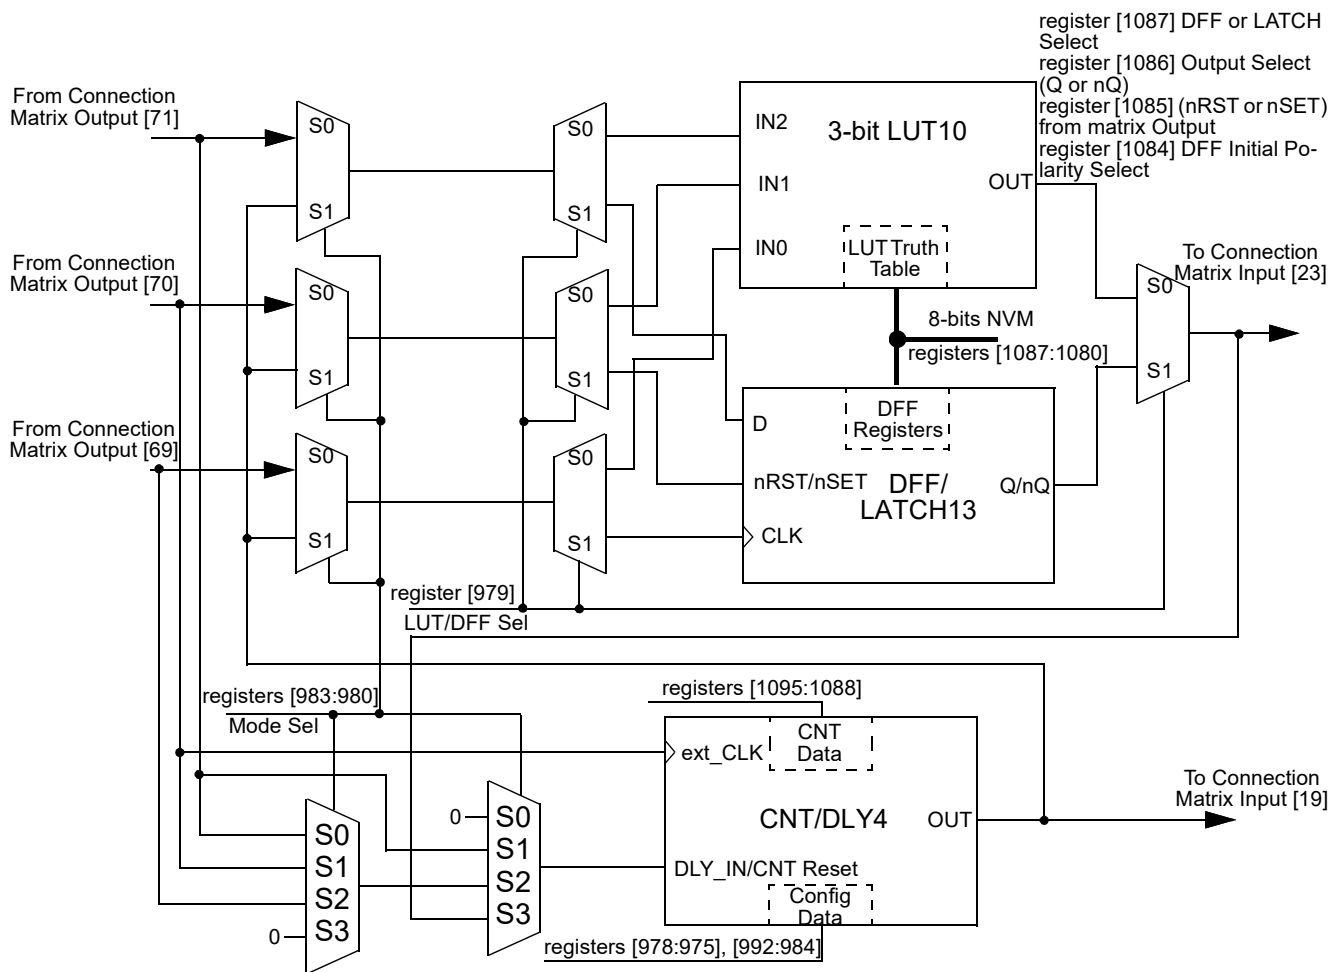 register [1087] DFF or LATCH
Select
register [1086] Output Select
(Q or nQ)
register [1085] (nRST or nSET)
from matrix Output
register [1084] DFF Initial Po-
larity Select
From Connection
Matrix Output [71]
S0
S1
S0
S1
IN2
IN1
IN0
3-bit LUT10
OUT
LUT Truth
Table
From Connection
Matrix Output [70]
S0
S1
S0
S1
8-bits NVM
registers [1087:1080]
To Connection
Matrix Input [23]
S0
S1
From Connection
Matrix Output [69]
S0
S1
S0
S1
D
nRST/nSET
CLK
DFF
Registers
DFF/
LATCH13
Q/nQ
register [979]
LUT/DFF Sel
registers [983:980]
Mode Sel
registers [1095:1088]
ext_CLK
CNT
Data
CNT/DLY4
OUT
DLY_IN/CNT Reset
Config
Data
To Connection
Matrix Input [19]
S0
S1
S2
S3
0
0
S0
S1
S2
S3
registers [978:975], [992:984]